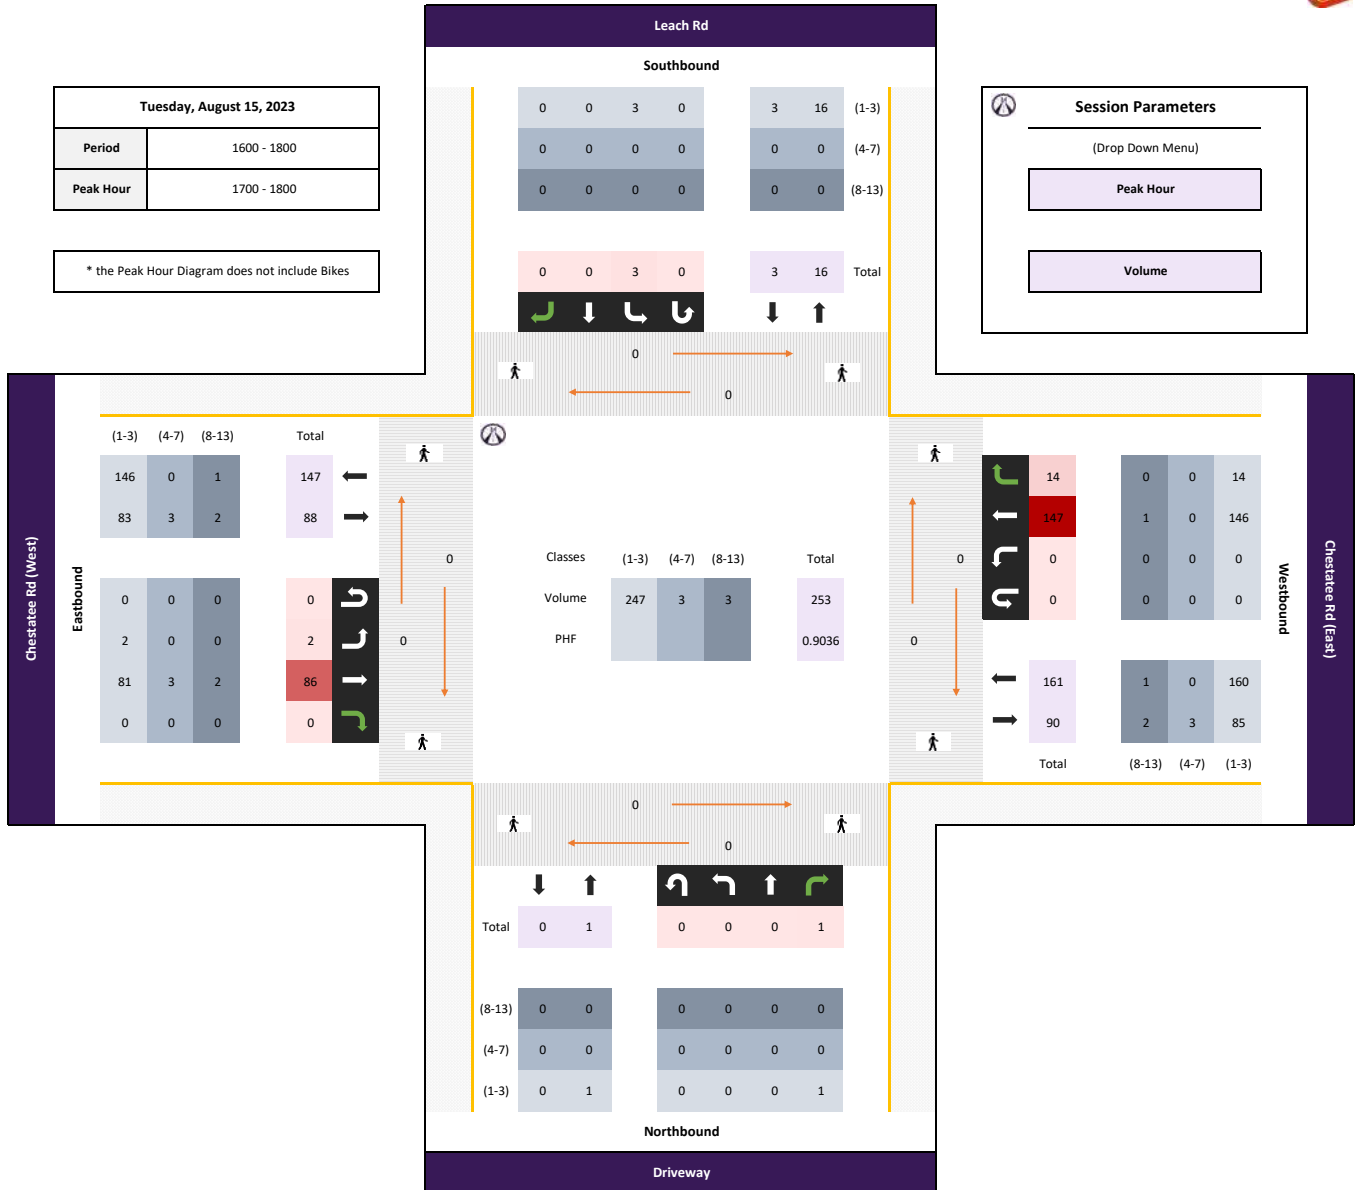 Leach Rd
Southbound
Tuesday, August 15, 2023
Period 1600 - 1800
Peak Hour 1700 - 1800
* the Peak Hour Diagram does not include Bikes
0 0 3 0 3 16 (1-3)
0 0 0 0 0 0 (4-7)
0 0 0 0 0 0 (8-13)
0 0 3 0 3 16 Total
Session Parameters
(Drop Down Menu)
Peak Hour
Volume
0
0
Chestatee Rd (West)
Eastbound
(1-3) (4-7) (8-13) Total
146 0 1 147
83 3 2 88
0 0 0 0
2 0 0 2
81 3 2 86
0 0 0 0
0
0
Classes (1-3) (4-7) (8-13) Total
Volume 247 3 3 253
PHF 0.9036
0
0
14 0 0 14
147 1 0 146
0 0 0 0
0 0 0 0
161 1 0 160
90 2 3 85
Total (8-13) (4-7) (1-3)
Westbound
Chestatee Rd (East)
0
0
Total 0 1 0 0 0 1
(8-13) 0 0 0 0 0 0
(4-7) 0 0 0 0 0 0
(1-3) 0 1 0 0 0 1
Northbound
Driveway